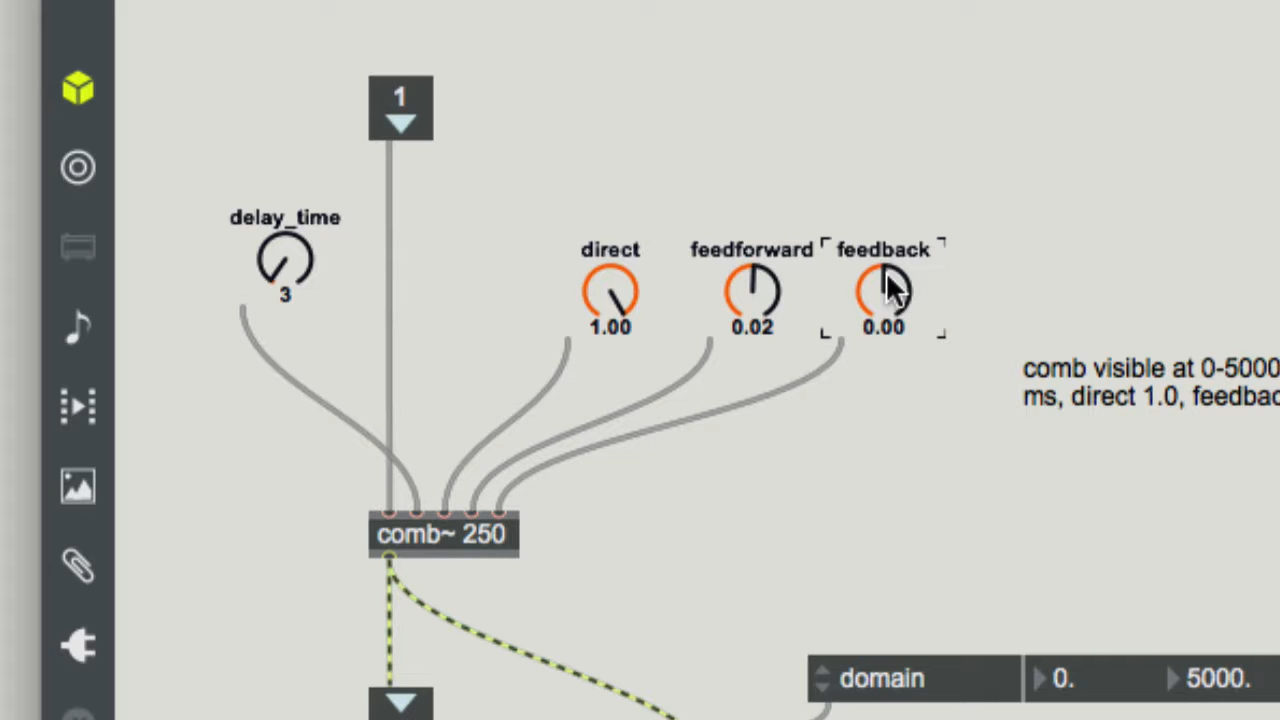 1
delay_time
3
direct
1.00
feedforward
0.02
feedback
0.00
comb visible at 0-5000
ms, direct 1.0, feedbac
comb~ 250
domain 0. 5000.